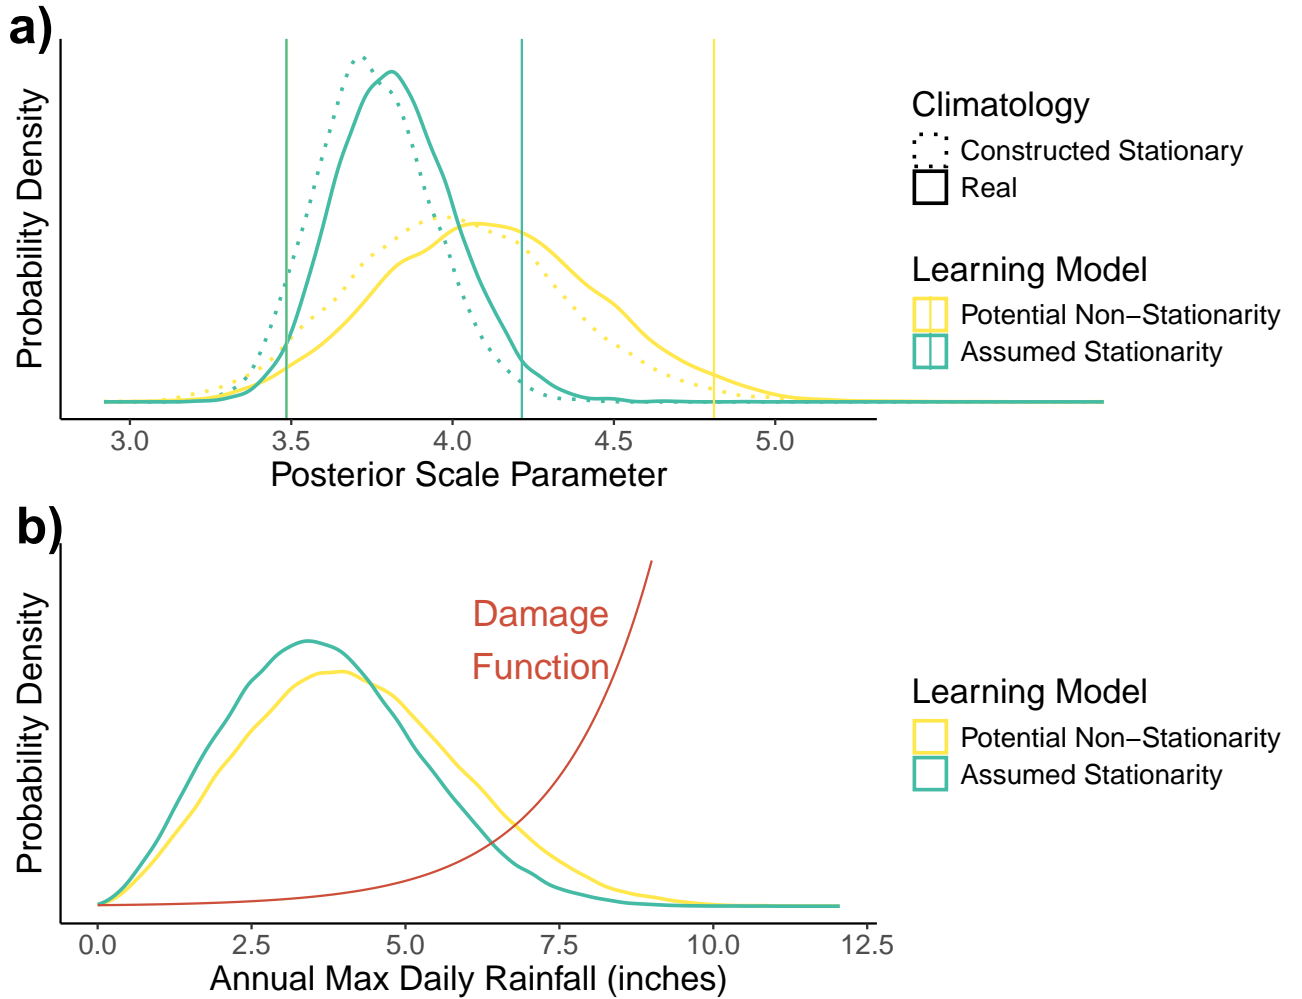 a)
Probability Density
3.0 3.5 4.0 4.5 5.0
Posterior Scale Parameter
Climatology
Constructed Stationary
Real
Learning Model
Potential Non−Stationarity
Assumed Stationarity
b)
Probability Density
Damage
Function
0.0 2.5 5.0 7.5 10.0 12.5
Annual Max Daily Rainfall (inches)
Learning Model
Potential Non−Stationarity
Assumed Stationarity